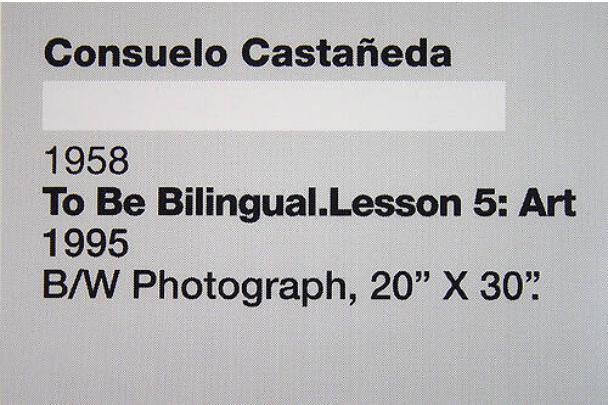 Consuelo Castañeda
1958
To Be Bilingual.Lesson 5: Art
1995
B/W Photograph, 20” X 30”.